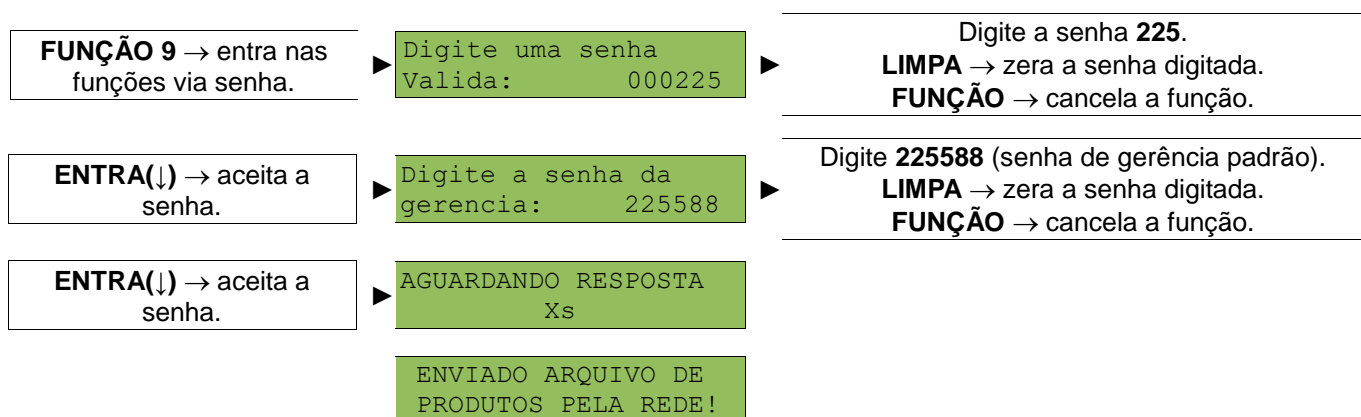 FUNÇÃO 9 → entra nas
funções via senha.
►
Digite uma senha
Valida: 000225
►
Digite a senha 225.
LIMPA → zera a senha digitada.
FUNÇÃO → cancela a função.
ENTRA(↓) → aceita a
senha.
►
Digite a senha da
gerencia: 225588
►
Digite 225588 (senha de gerência padrão).
LIMPA → zera a senha digitada.
FUNÇÃO → cancela a função.
ENTRA(↓) → aceita a
senha.
►
AGUARDANDO RESPOSTA
Xs
ENVIADO ARQUIVO DE
PRODUTOS PELA REDE!